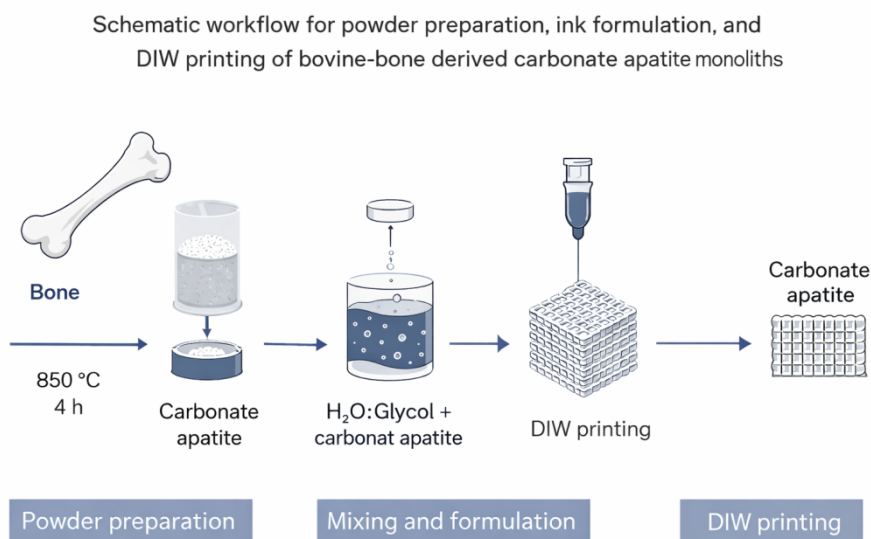 Schematic workflow for powder preparation, ink formulation, and
DIW printing of bovine-bone derived carbonate apatite monoliths
Bone
850 °C
4 h
Carbonate
apatite
H₂O:Glycol +
carbonat apatite
DIW printing
Carbonate
apatite
Powder preparation
Mixing and formulation
DIW printing